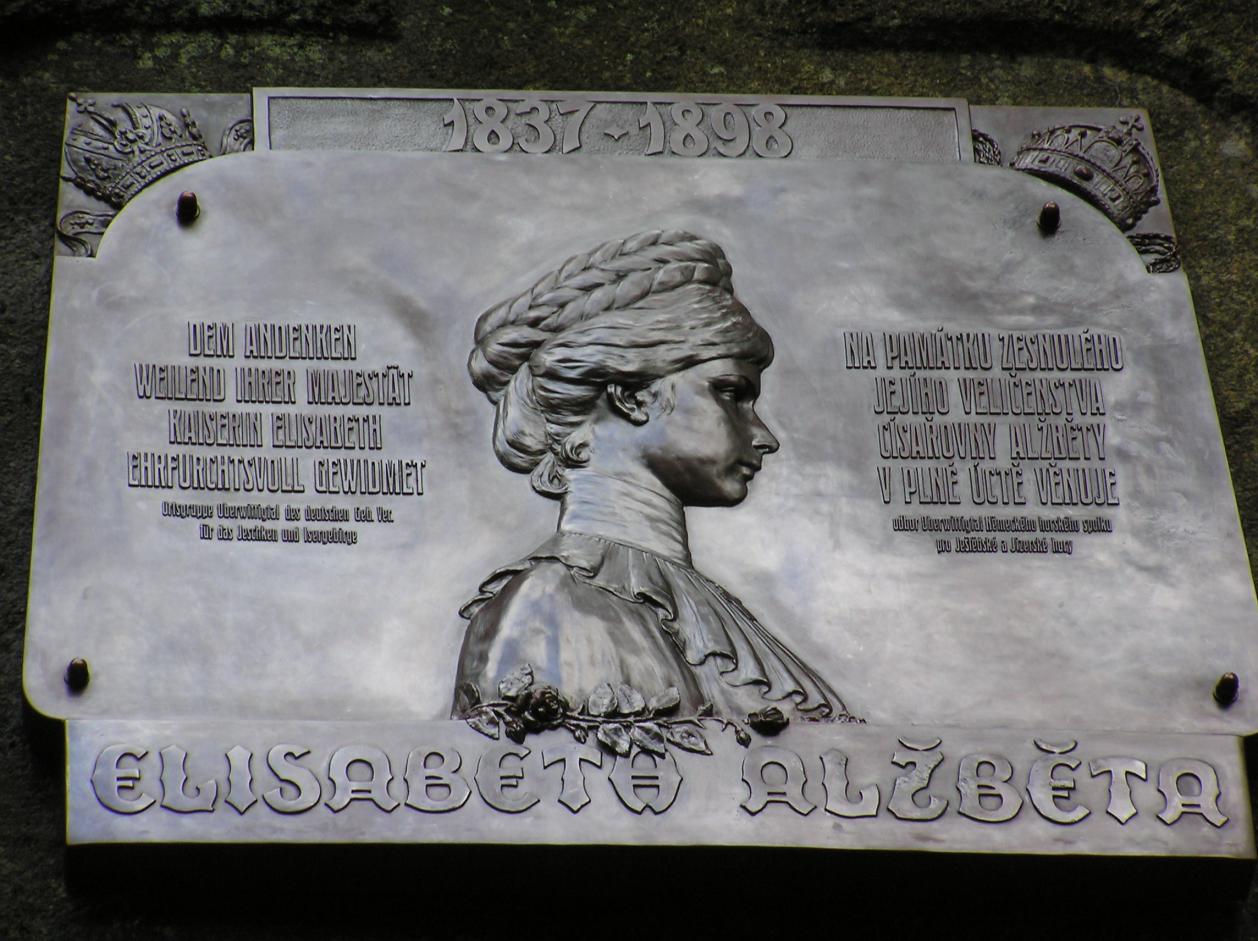 1837-1898
DEM ANDENKEN
WEILEND IHRER MAJESTÄT
KAISERIN ELISABETH
EHRFURCHTSVOLL GEWIDMET
Ortsgruppe Oberwittigtal des deutschen Geb. Ver.
für das Jeschken und Isergebirge
NA PAMÁTKU ZESNULÉHO
JEJÍHO VELIČENSTVA
CÍSAŘOVNY ALŽBĚTY
V PLNÉ ÚCTĚ VĚNUJE
odbor Oberwittigtal Německého horského spolku
pro Ještědské a Jizerské hory
ELISABETH ALŽBĚTA